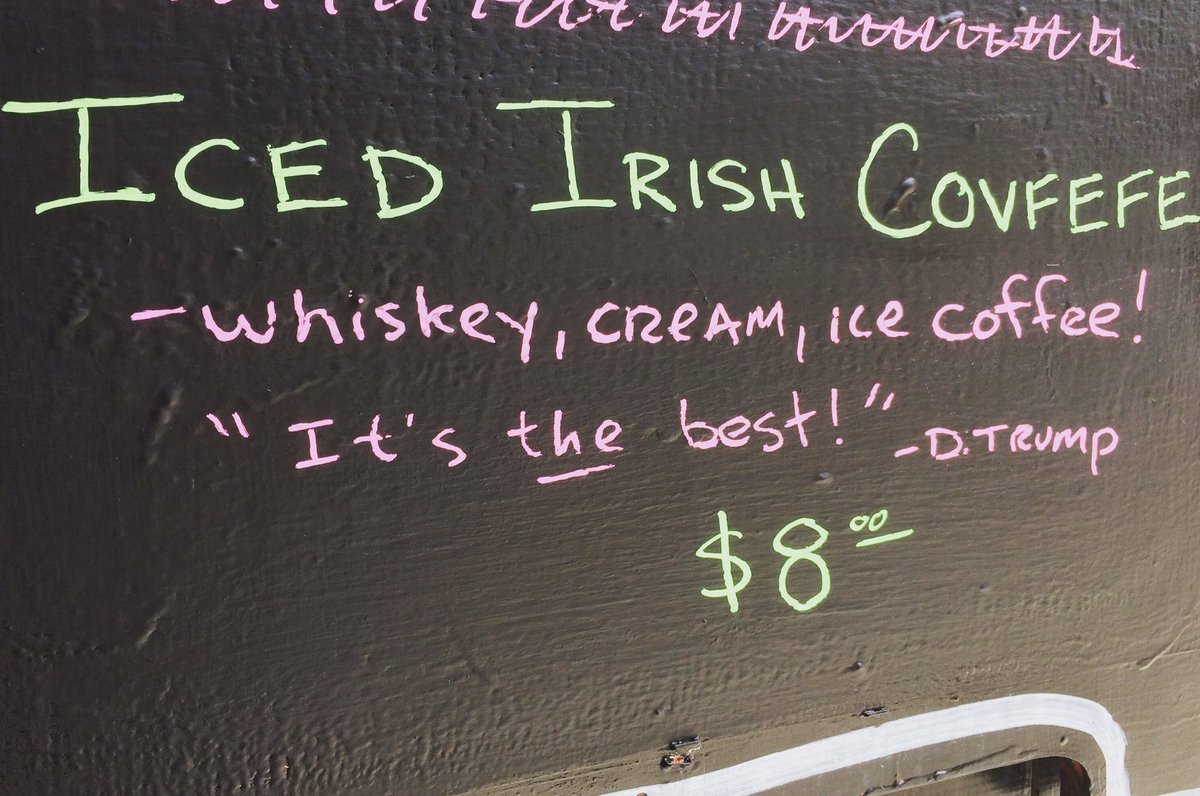 ICED IRISH COVFEFE
- whiskey, CREAM, ice coffee!
"It's the best!" - D. TRUMP
$8.00